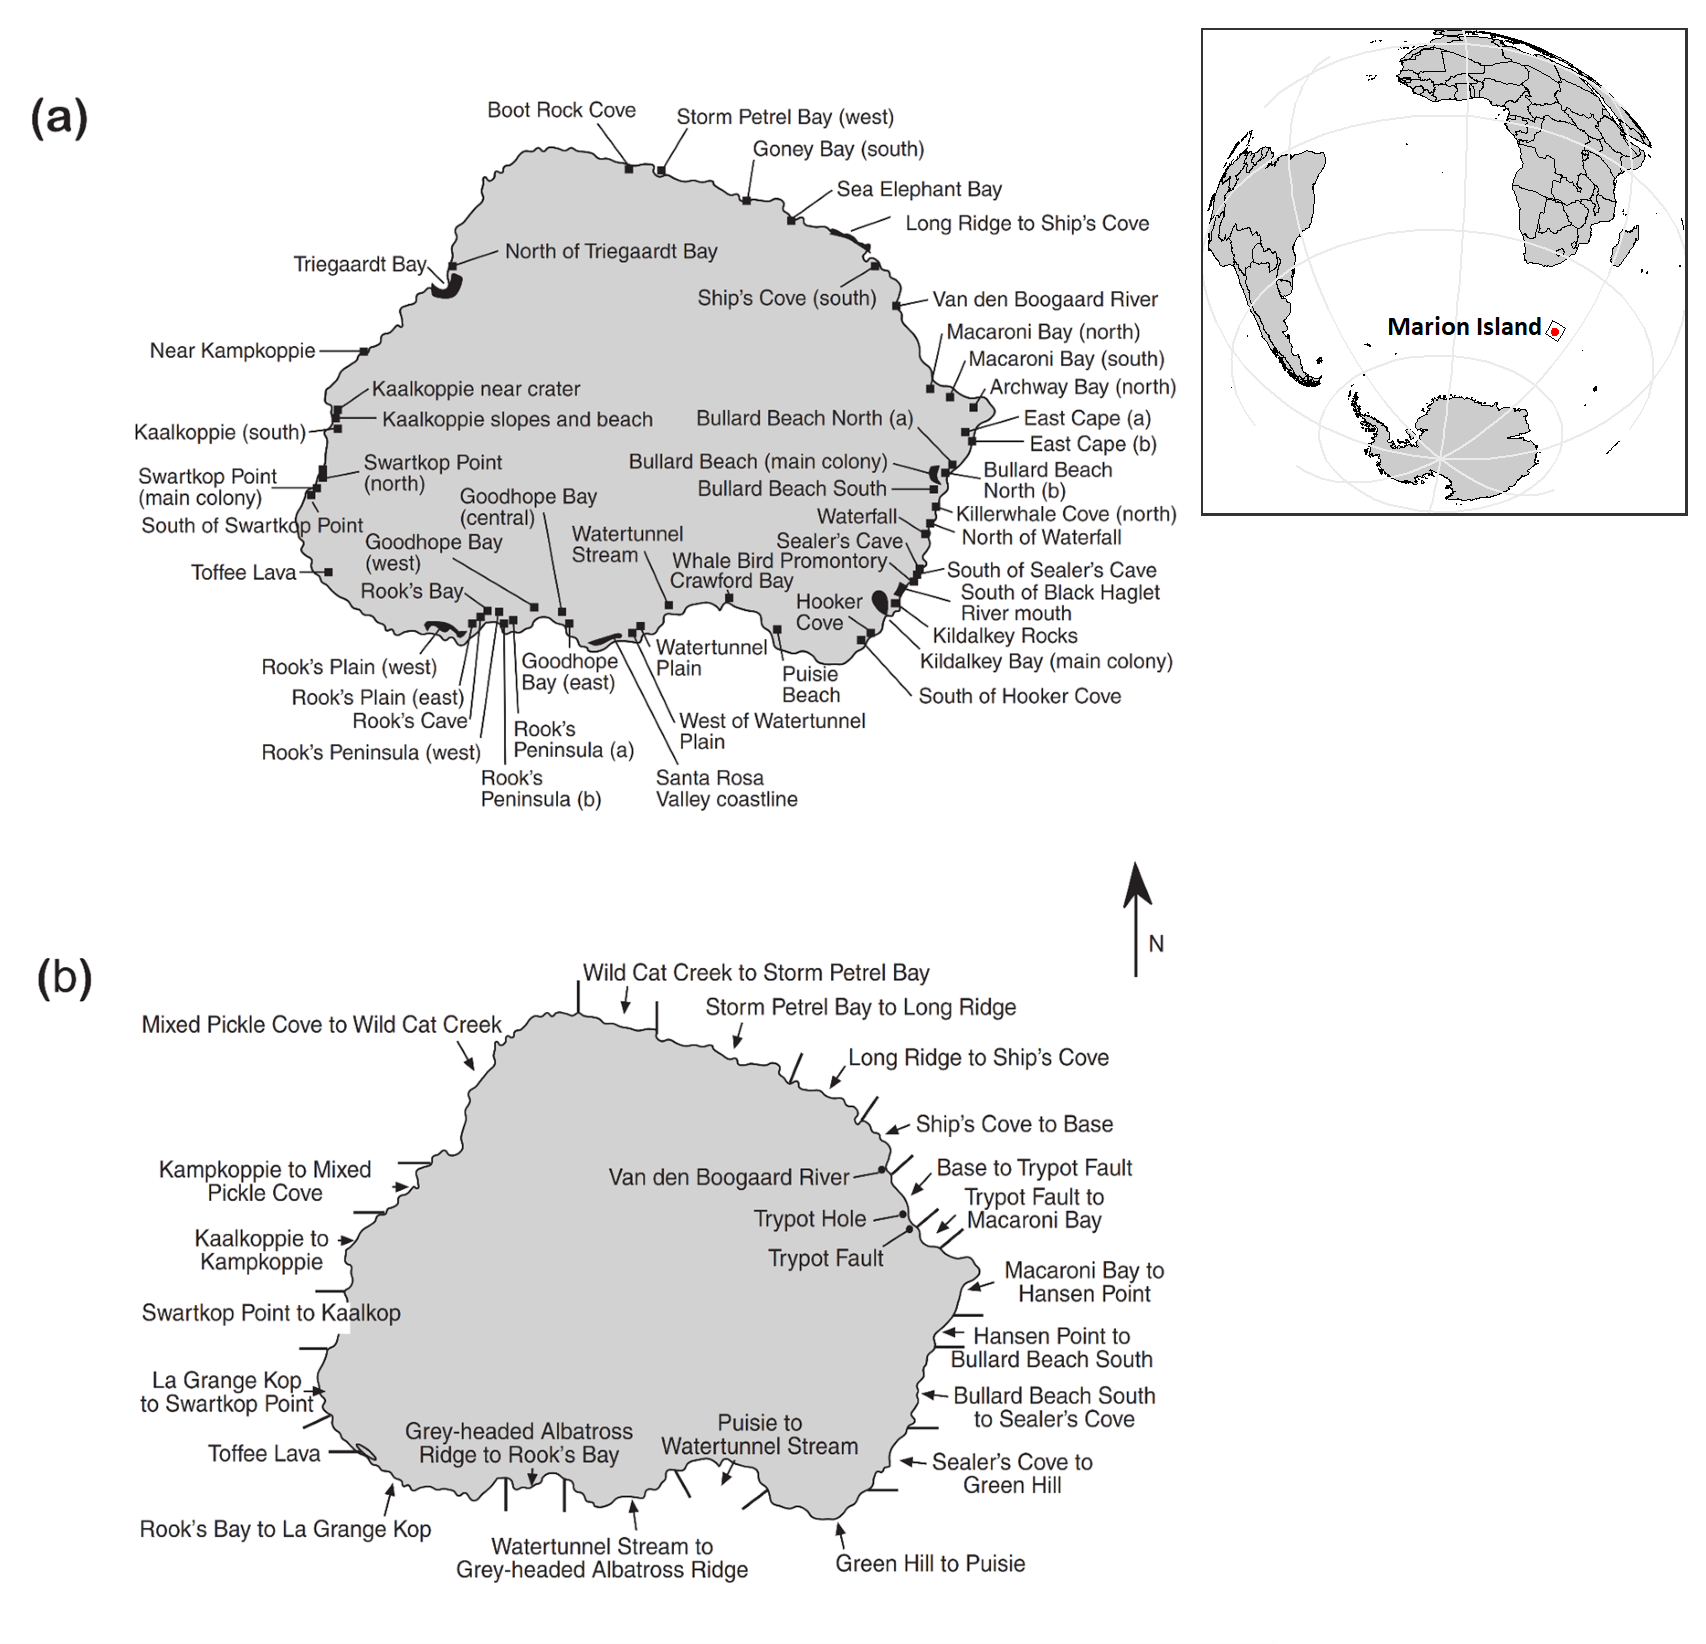 (a)
Boot Rock Cove
Storm Petrel Bay (west)
Goney Bay (south)
Sea Elephant Bay
Long Ridge to Ship's Cove
North of Triegaardt Bay
Triegaardt Bay
Ship's Cove (south)
Van den Boogaard River
Macaroni Bay (north)
Near Kampkoppie
Macaroni Bay (south)
Kaalkoppie near crater
Archway Bay (north)
Kaalkoppie slopes and beach
Bullard Beach North (a)
East Cape (a)
Kaalkoppie (south)
East Cape (b)
Swartkop Point
(north)
Bullard Beach (main colony)
Bullard Beach
North (b)
Swartkop Point
(main colony)
Bullard Beach South
Goodhope Bay
(central)
South of Swartkop Point
Waterfall
Killerwhale Cove (north)
North of Waterfall
Goodhope Bay
(west)
Watertunnel
Stream
Sealer's Cave
Whale Bird Promontory
Crawford Bay
Toffee Lava
South of Sealer's Cave
Rook's Bay
South of Black Haglet
River mouth
Hooker
Cove
Kildalkey Rocks
Rook's Plain (west)
Goodhope
Bay (east)
Watertunnel
Plain
Kildalkey Bay (main colony)
Puisie
Beach
Rook's Plain (east)
South of Hooker Cove
Rook's Cave
West of Watertunnel
Plain
Rook's Peninsula (west)
Rook's
Peninsula (a)
Rook's
Peninsula (b)
Santa Rosa
Valley coastline
Marion Island
N
(b)
Wild Cat Creek to Storm Petrel Bay
Storm Petrel Bay to Long Ridge
Mixed Pickle Cove to Wild Cat Creek
Long Ridge to Ship's Cove
Ship's Cove to Base
Kampkoppie to Mixed
Pickle Cove
Van den Boogaard River
Base to Trypot Fault
Trypot Fault to
Macaroni Bay
Trypot Hole
Kaalkoppie to
Kampkoppie
Trypot Fault
Macaroni Bay to
Hansen Point
Swartkop Point to Kaalkop
Hansen Point to
Bullard Beach South
La Grange Kop
to Swartkop Point
Bullard Beach South
to Sealer's Cove
Grey-headed Albatross
Ridge to Rook's Bay
Puisie to
Watertunnel Stream
Toffee Lava
Sealer's Cove to
Green Hill
Rook's Bay to La Grange Kop
Watertunnel Stream to
Grey-headed Albatross Ridge
Green Hill to Puisie